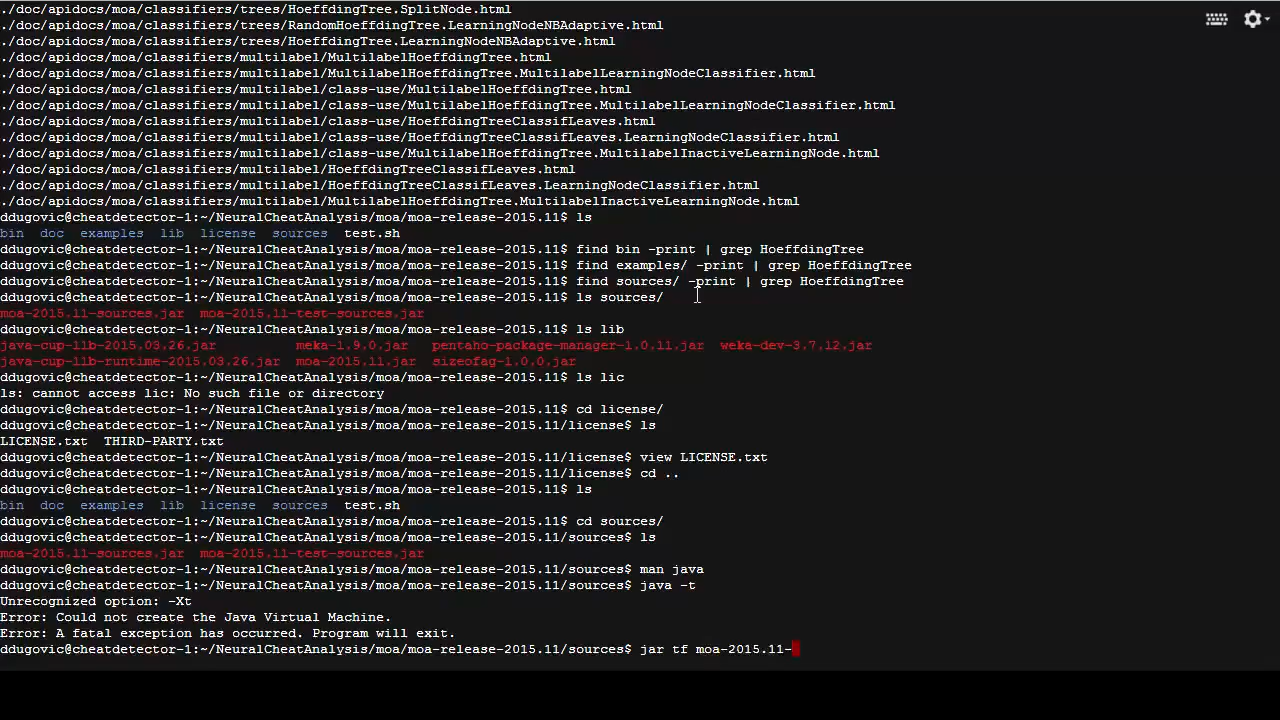 ./doc/apidocs/moa/classifiers/trees/HoeffdingTree.SplitNode.html
./doc/apidocs/moa/classifiers/trees/RandomHoeffdingTree.LearningNodeNBAdaptive.html
./doc/apidocs/moa/classifiers/trees/HoeffdingTree.LearningNodeNBAdaptive.html
./doc/apidocs/moa/classifiers/multilabel/MultilabelHoeffdingTree.html
./doc/apidocs/moa/classifiers/multilabel/MultilabelHoeffdingTree.MultilabelLearningNodeClassifier.html
./doc/apidocs/moa/classifiers/multilabel/class-use/MultilabelHoeffdingTree.html
./doc/apidocs/moa/classifiers/multilabel/class-use/MultilabelHoeffdingTree.MultilabelLearningNodeClassifier.html
./doc/apidocs/moa/classifiers/multilabel/class-use/HoeffdingTreeClassifLeaves.html
./doc/apidocs/moa/classifiers/multilabel/class-use/HoeffdingTreeClassifLeaves.LearningNodeClassifier.html
./doc/apidocs/moa/classifiers/multilabel/class-use/MultilabelHoeffdingTree.MultilabelInactiveLearningNode.html
./doc/apidocs/moa/classifiers/multilabel/HoeffdingTreeClassifLeaves.html
./doc/apidocs/moa/classifiers/multilabel/HoeffdingTreeClassifLeaves.LearningNodeClassifier.html
./doc/apidocs/moa/classifiers/multilabel/MultilabelHoeffdingTree.MultilabelInactiveLearningNode.html
ddugovic@cheatdetector-1:~/NeuralCheatAnalysis/moa/moa-release-2015.11$ ls
bin  doc  examples  lib  license  sources  test.sh
ddugovic@cheatdetector-1:~/NeuralCheatAnalysis/moa/moa-release-2015.11$ find bin -print | grep HoeffdingTree
ddugovic@cheatdetector-1:~/NeuralCheatAnalysis/moa/moa-release-2015.11$ find examples/ -print | grep HoeffdingTree
ddugovic@cheatdetector-1:~/NeuralCheatAnalysis/moa/moa-release-2015.11$ find sources/ -print | grep HoeffdingTree
ddugovic@cheatdetector-1:~/NeuralCheatAnalysis/moa/moa-release-2015.11$ ls sources/
moa-2015.11-sources.jar  moa-2015.11-test-sources.jar
ddugovic@cheatdetector-1:~/NeuralCheatAnalysis/moa/moa-release-2015.11$ ls lib
java-cup-11b-2015.03.26.jar          meka-1.9.0.jar   pentaho-package-manager-1.0.11.jar  weka-dev-3.7.12.jar
java-cup-11b-runtime-2015.03.26.jar  moa-2015.11.jar  sizeofag-1.0.0.jar
ddugovic@cheatdetector-1:~/NeuralCheatAnalysis/moa/moa-release-2015.11$ ls lic
ls: cannot access lic: No such file or directory
ddugovic@cheatdetector-1:~/NeuralCheatAnalysis/moa/moa-release-2015.11$ cd license/
ddugovic@cheatdetector-1:~/NeuralCheatAnalysis/moa/moa-release-2015.11/license$ ls
LICENSE.txt  THIRD-PARTY.txt
ddugovic@cheatdetector-1:~/NeuralCheatAnalysis/moa/moa-release-2015.11/license$ view LICENSE.txt
ddugovic@cheatdetector-1:~/NeuralCheatAnalysis/moa/moa-release-2015.11/license$ cd ..
ddugovic@cheatdetector-1:~/NeuralCheatAnalysis/moa/moa-release-2015.11$ ls
bin  doc  examples  lib  license  sources  test.sh
ddugovic@cheatdetector-1:~/NeuralCheatAnalysis/moa/moa-release-2015.11$ cd sources/
ddugovic@cheatdetector-1:~/NeuralCheatAnalysis/moa/moa-release-2015.11/sources$ ls
moa-2015.11-sources.jar  moa-2015.11-test-sources.jar
ddugovic@cheatdetector-1:~/NeuralCheatAnalysis/moa/moa-release-2015.11/sources$ man java
ddugovic@cheatdetector-1:~/NeuralCheatAnalysis/moa/moa-release-2015.11/sources$ java -t
Unrecognized option: -Xt
Error: Could not create the Java Virtual Machine.
Error: A fatal exception has occurred. Program will exit.
ddugovic@cheatdetector-1:~/NeuralCheatAnalysis/moa/moa-release-2015.11/sources$ jar tf moa-2015.11-